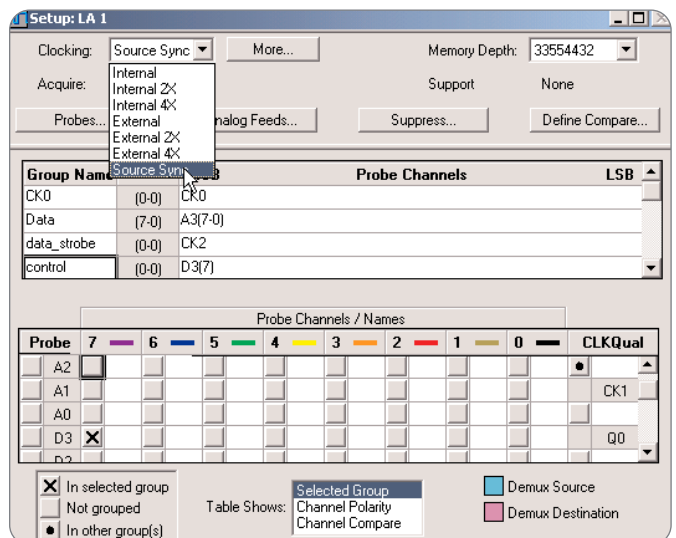 Setup: LA 1
Clocking: Source Sync More... Memory Depth: 33554432
Internal
Internal 2X
Internal 4X
External
External 2X
External 4X
Source Sync
Acquire: Support None
Probes... nalog Feeds... Suppress... Define Compare...
Group Name Probe Channels LSB
CK0 (0-0) CK0
Data (7-0) A3(7-0)
data_strobe (0-0) CK2
control (0-0) D3(7)
Probe Channels / Names
Probe 7 6 5 4 3 2 1 0 CLKQual
A2
A1 CK1
A0
D3 Q0
D2
In selected group
Not grouped
In other group(s)
Table Shows:
Selected Group
Channel Polarity
Channel Compare
Demux Source
Demux Destination